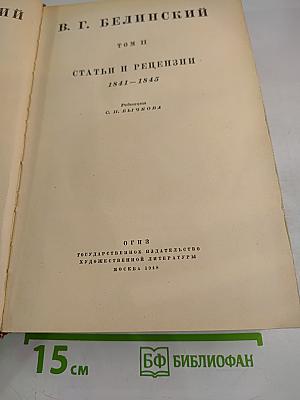 ИЙ
В. Г. БЕЛИНСКИЙ
ТОМ II
СТАТЬИ И РЕЦЕНЗИИ
1841—1845
Редакция
С. П. БЫЧКОВА
ОГИЗ
ГОСУДАРСТВЕННОЕ ИЗДАТЕЛЬСТВО
ХУДОЖЕСТВЕННОЙ ЛИТЕРАТУРЫ
МОСКВА 1948
15 см
БФ БИБЛИОФАН